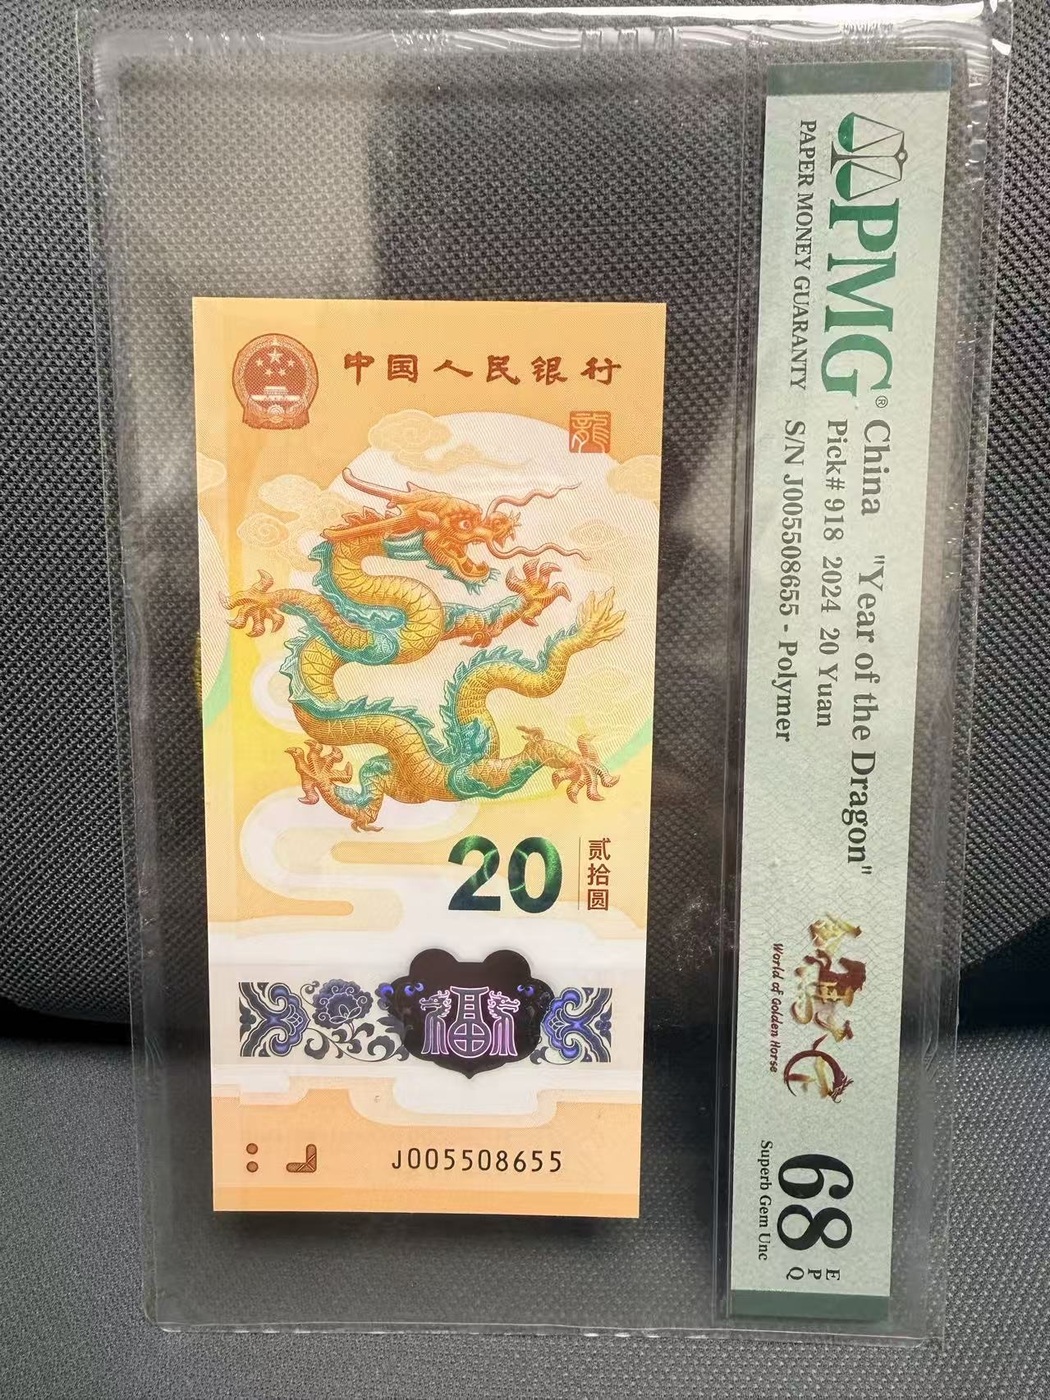 中国人民银行
龍
20
贰拾圆
福
J005508655
PMG®
PAPER MONEY GUARANTY
China "Year of the Dragon"
Pick# 918 2024 20 Yuan
S/N J005508655 - Polymer
World of Golden Horse
68 EPQ
Superb Gem Unc